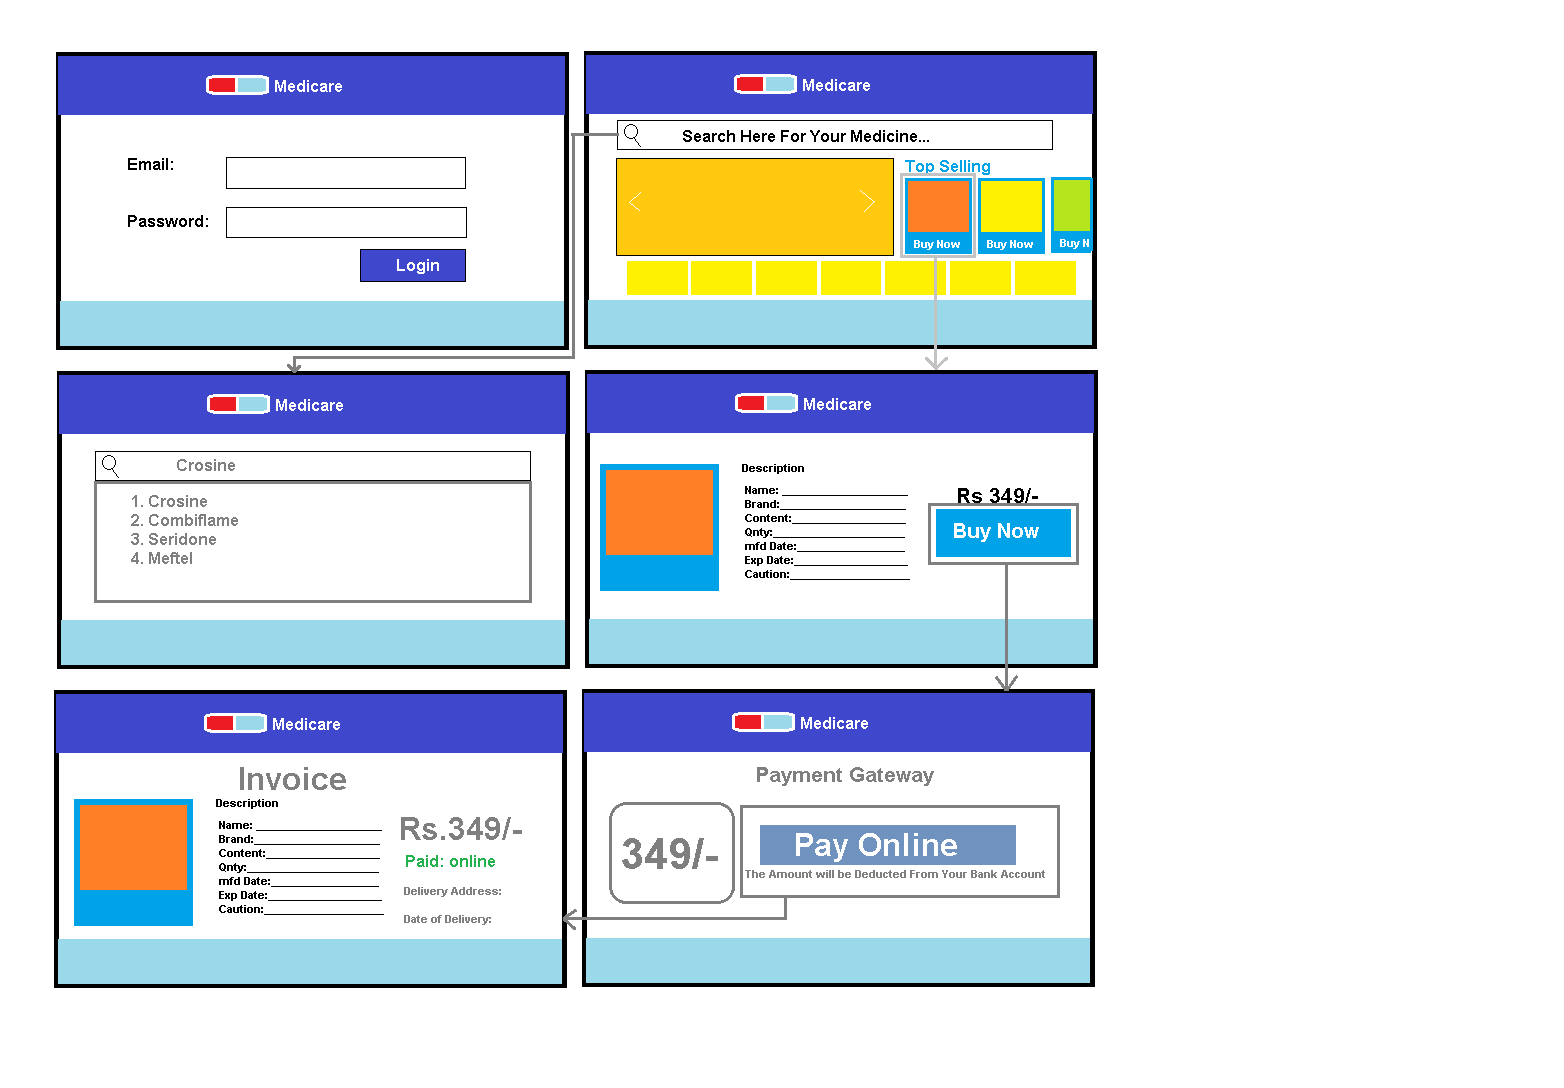 Medicare
Email:
Password:
Login
Medicare
Search Here For Your Medicine...
Top Selling
Buy Now
Buy Now
Buy N
Medicare
Crosine
1. Crosine
2. Combiflame
3. Seridone
4. Meftel
Medicare
Description
Name:
Brand:
Content:
Qnty:
mfd Date:
Exp Date:
Caution:
Rs 349/-
Buy Now
Medicare
Invoice
Description
Name:
Brand:
Content:
Qnty:
mfd Date:
Exp Date:
Caution:
Rs.349/-
Paid: online
Delivery Address:
Date of Delivery:
Medicare
Payment Gateway
349/-
Pay Online
The Amount will be Deducted From Your Bank Account